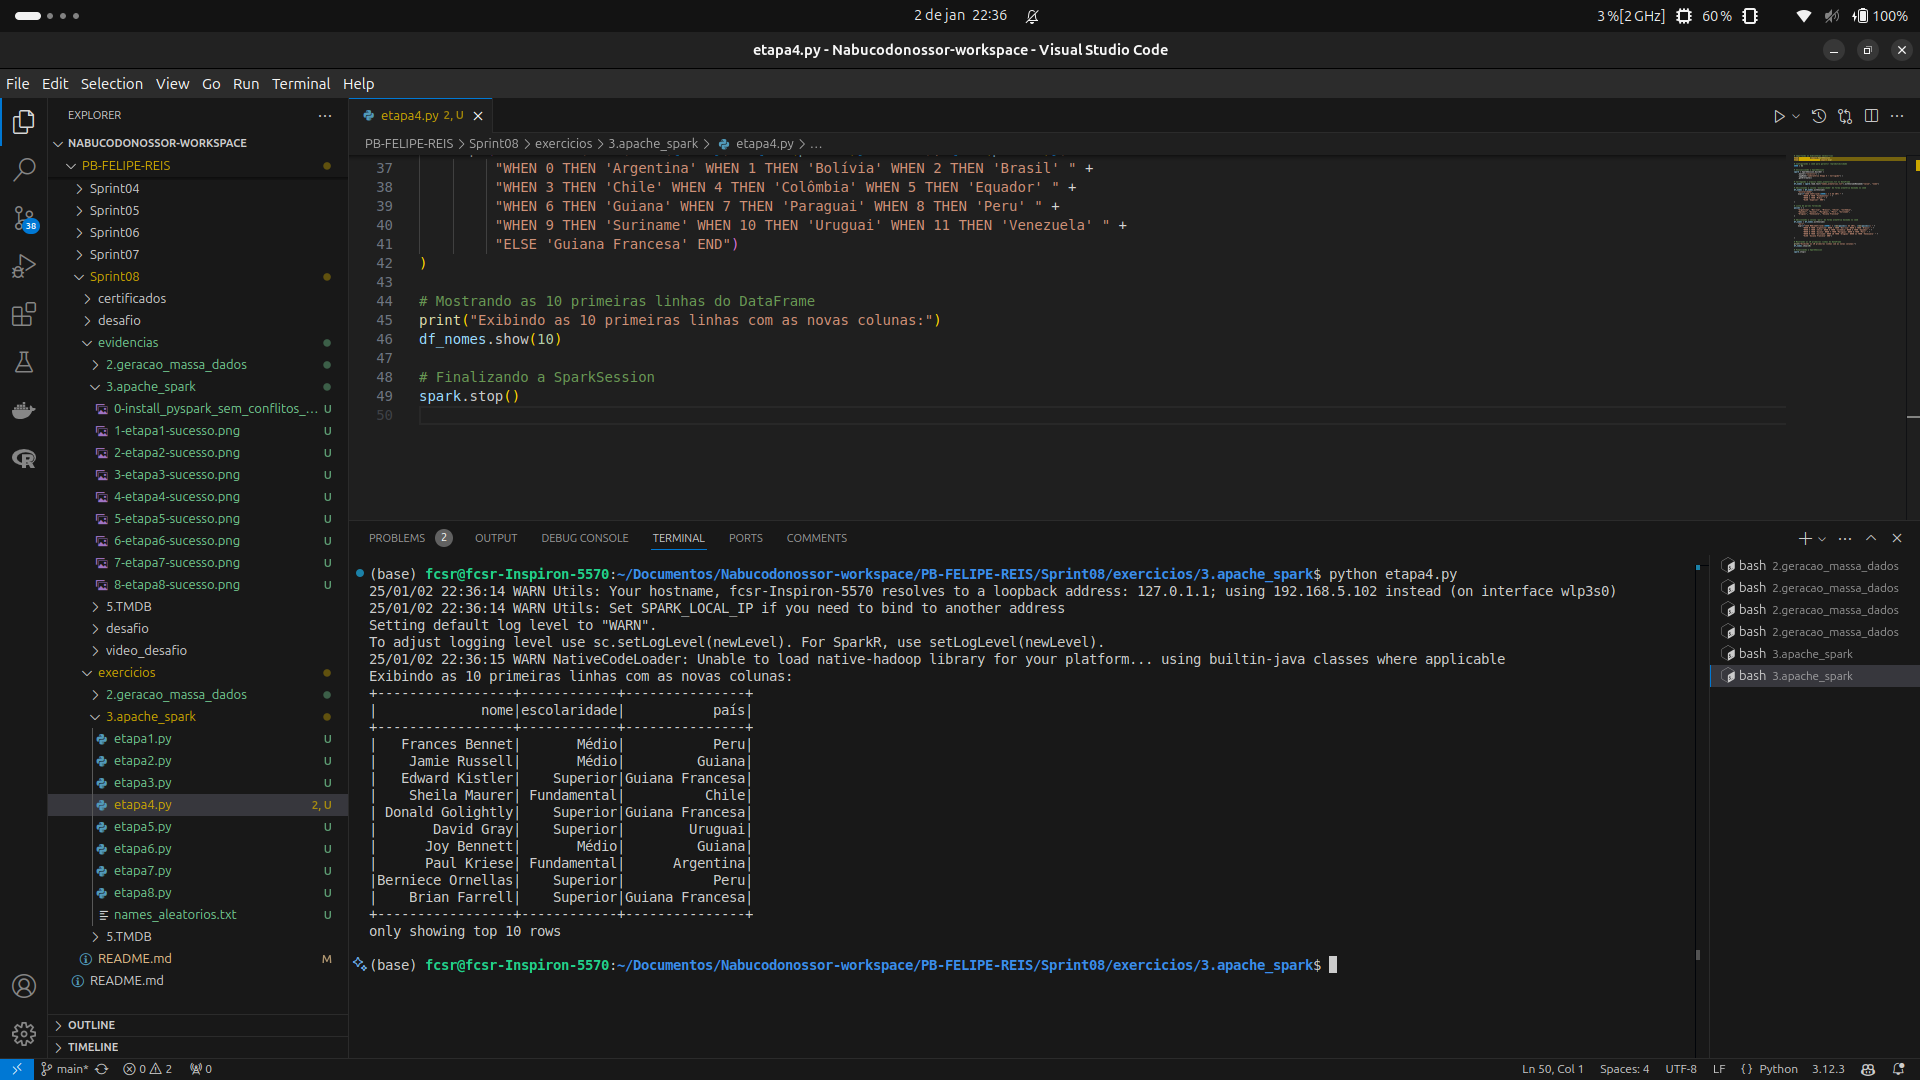 2 de jan 22:36
3 %[2 GHz] 60 % 100%
etapa4.py - Nabucodonossor-workspace - Visual Studio Code
File Edit Selection View Go Run Terminal Help
EXPLORER
NABUCODONOSSOR-WORKSPACE
PB-FELIPE-REIS
Sprint04
Sprint05
Sprint06
Sprint07
Sprint08
certificados
desafio
evidencias
2.geracao_massa_dados
3.apache_spark
0-install_pyspark_sem_conflitos_... U
1-etapa1-sucesso.png U
2-etapa2-sucesso.png U
3-etapa3-sucesso.png U
4-etapa4-sucesso.png U
5-etapa5-sucesso.png U
6-etapa6-sucesso.png U
7-etapa7-sucesso.png U
8-etapa8-sucesso.png U
5.TMDB
desafio
video_desafio
exercicios
2.geracao_massa_dados
3.apache_spark
etapa1.py U
etapa2.py U
etapa3.py U
etapa4.py 2, U
etapa5.py U
etapa6.py U
etapa7.py U
etapa8.py U
names_aleatorios.txt U
5.TMDB
README.md M
README.md
OUTLINE
TIMELINE
38
etapa4.py 2, U
PB-FELIPE-REIS > Sprint08 > exercicios > 3.apache_spark > etapa4.py > ...
37 "WHEN 0 THEN 'Argentina' WHEN 1 THEN 'Bolívia' WHEN 2 THEN 'Brasil' " +
38 "WHEN 3 THEN 'Chile' WHEN 4 THEN 'Colômbia' WHEN 5 THEN 'Equador' " +
39 "WHEN 6 THEN 'Guiana' WHEN 7 THEN 'Paraguai' WHEN 8 THEN 'Peru' " +
40 "WHEN 9 THEN 'Suriname' WHEN 10 THEN 'Uruguai' WHEN 11 THEN 'Venezuela' " +
41 "ELSE 'Guiana Francesa' END")
42 )
43
44 # Mostrando as 10 primeiras linhas do DataFrame
45 print("Exibindo as 10 primeiras linhas com as novas colunas:")
46 df_nomes.show(10)
47
48 # Finalizando a SparkSession
49 spark.stop()
50
PROBLEMS 2 OUTPUT DEBUG CONSOLE TERMINAL PORTS COMMENTS
(base) fcsr@fcsr-Inspiron-5570:~/Documentos/Nabucodonossor-workspace/PB-FELIPE-REIS/Sprint08/exercicios/3.apache_spark$ python etapa4.py
25/01/02 22:36:14 WARN Utils: Your hostname, fcsr-Inspiron-5570 resolves to a loopback address: 127.0.1.1; using 192.168.5.102 instead (on interface wlp3s0)
25/01/02 22:36:14 WARN Utils: Set SPARK_LOCAL_IP if you need to bind to another address
Setting default log level to "WARN".
To adjust logging level use sc.setLogLevel(newLevel). For SparkR, use setLogLevel(newLevel).
25/01/02 22:36:15 WARN NativeCodeLoader: Unable to load native-hadoop library for your platform... using builtin-java classes where applicable
Exibindo as 10 primeiras linhas com as novas colunas:
+-----------------+------------+---------------+
|             nome|escolaridade|           país|
+-----------------+------------+---------------+
|   Frances Bennet|       Médio|           Peru|
|    Jamie Russell|       Médio|         Guiana|
|   Edward Kistler|    Superior|Guiana Francesa|
|    Sheila Maurer| Fundamental|          Chile|
| Donald Golightly|    Superior|Guiana Francesa|
|       David Gray|    Superior|        Uruguai|
|      Joy Bennett|       Médio|         Guiana|
|      Paul Kriese| Fundamental|      Argentina|
|Berniece Ornellas|    Superior|           Peru|
|    Brian Farrell|    Superior|Guiana Francesa|
+-----------------+------------+---------------+
only showing top 10 rows
(base) fcsr@fcsr-Inspiron-5570:~/Documentos/Nabucodonossor-workspace/PB-FELIPE-REIS/Sprint08/exercicios/3.apache_spark$
bash 2.geracao_massa_dados
bash 2.geracao_massa_dados
bash 2.geracao_massa_dados
bash 2.geracao_massa_dados
bash 3.apache_spark
bash 3.apache_spark
main* 0 2 0
Ln 50, Col 1 Spaces: 4 UTF-8 LF {} Python 3.12.3